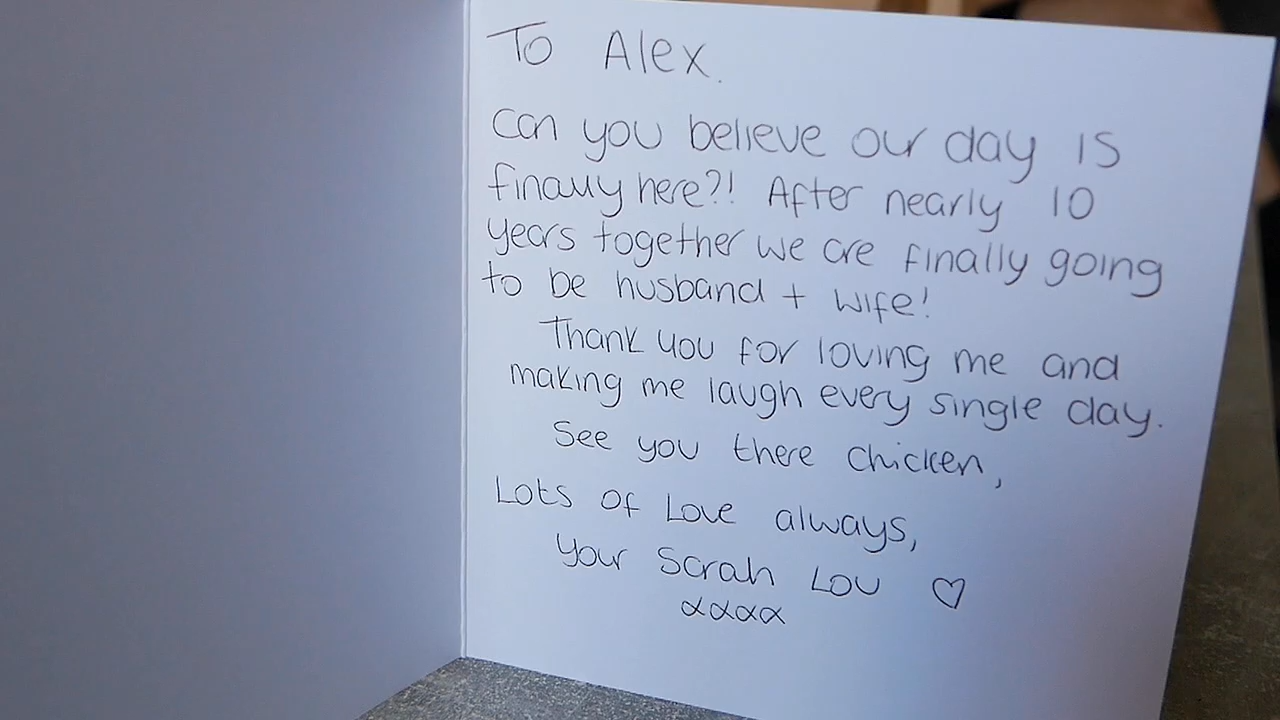 To Alex.
Can you believe our day is
finally here?! After nearly 10
years together we are finally going
to be husband + wife!
Thank you for loving me and
making me laugh every single day.
See you there chicken,
Lots of Love always,
Your Sarah Lou ♡
xxxx